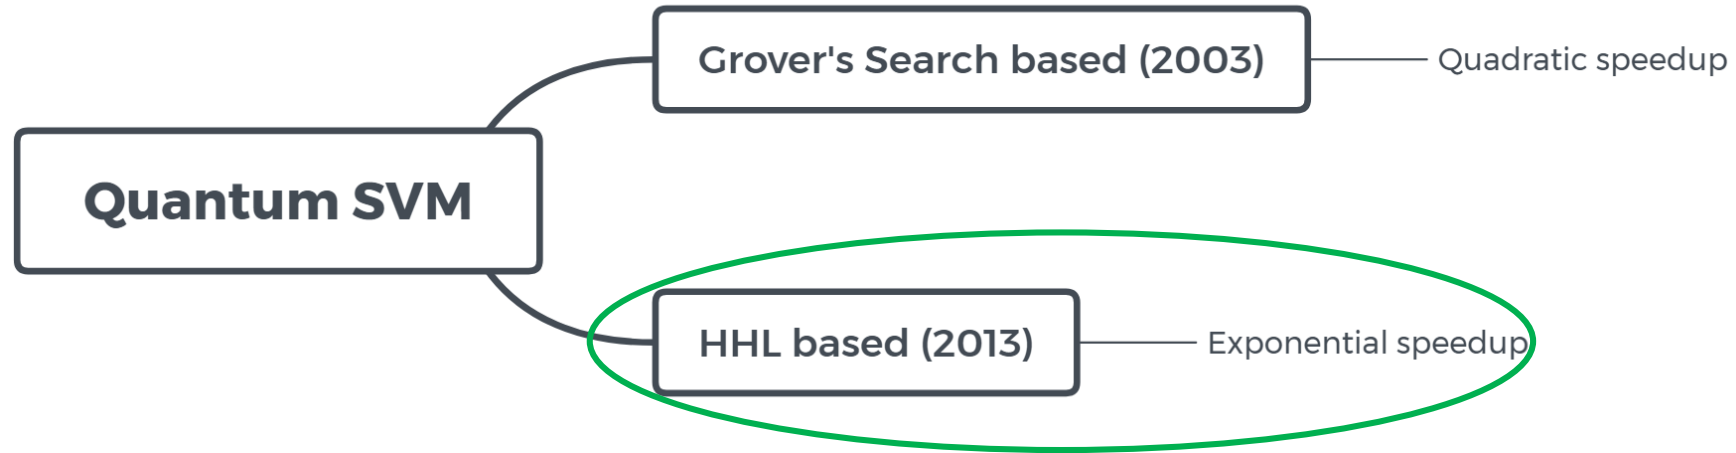 Grover's Search based (2003)
Quadratic speedup
Quantum SVM
HHL based (2013)
Exponential speedup